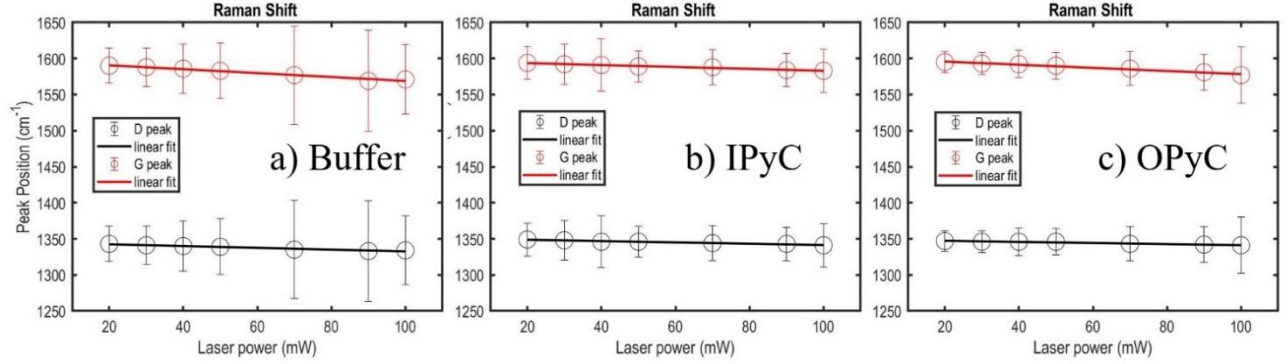 Raman Shift
Peak Position (cm-1)
1650
1600
1550
1500
1450
1400
1350
1300
1250
D peak
linear fit
G peak
linear fit
a) Buffer
20
40
60
80
100
Laser power (mW)
Raman Shift
1650
1600
1550
1500
1450
1400
1350
1300
1250
D peak
linear fit
G peak
linear fit
b) IPyC
20
40
60
80
100
Laser power (mW)
Raman Shift
1650
1600
1550
1500
1450
1400
1350
1300
1250
D peak
linear fit
G peak
linear fit
c) OPyC
20
40
60
80
100
Laser power (mW)